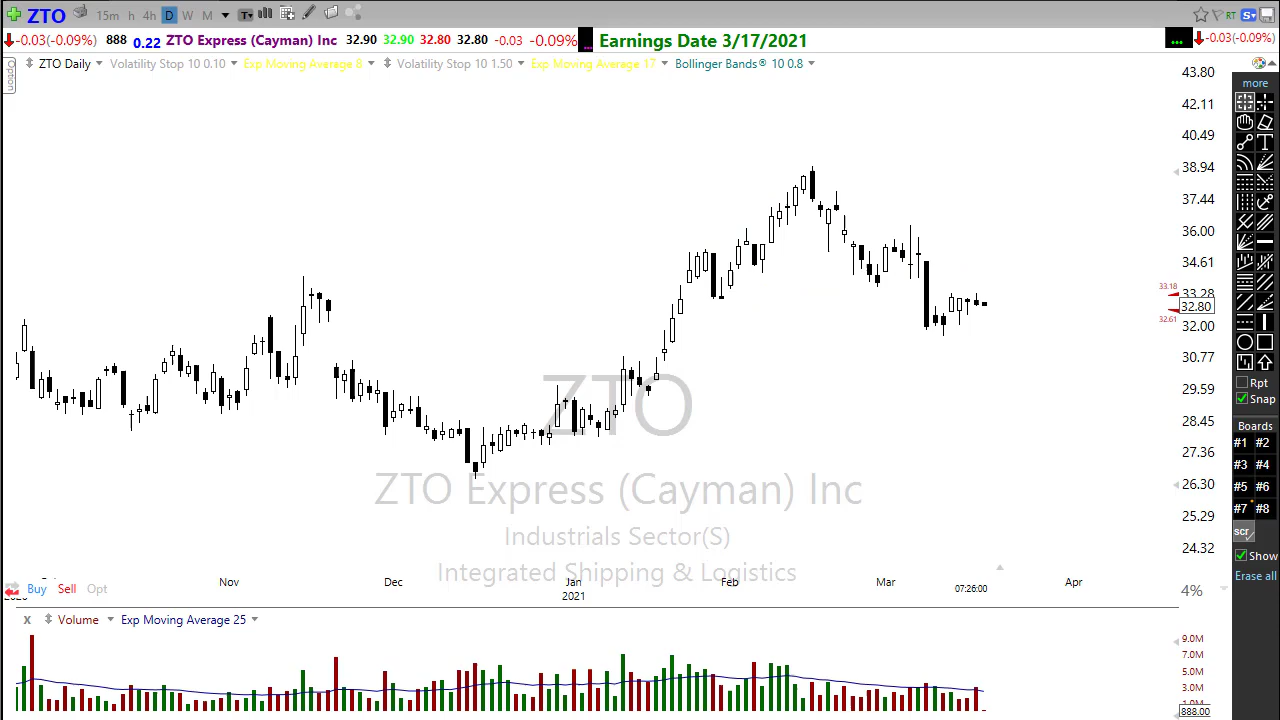 ZTO 15m h 4h D W M T RT S
-0.03(-0.09%) 888 0.22 ZTO Express (Cayman) Inc 32.90 32.90 32.80 32.80 -0.03 -0.09% ... Earnings Date 3/17/2021 ... -0.03(-0.09%)
Option
ZTO Daily Volatility Stop 10 0.10 Exp Moving Average 8 Volatility Stop 10 1.50 Exp Moving Average 17 Bollinger Bands® 10 0.8
43.80
42.11
40.49
38.94
37.44
36.00
34.61
33.18
33.28
32.80
32.61
32.00
30.77
29.59
28.45
27.36
26.30
25.29
24.32
ZTO
ZTO Express (Cayman) Inc
Industrials Sector(S)
Integrated Shipping & Logistics
Nov Dec Jan Feb Mar Apr
2021
07:26:00
Buy Sell Opt
4%
x Volume Exp Moving Average 25
9.0M
7.0M
5.0M
3.0M
888.00
more
T
Rpt
Snap
Boards
#1 #2
#3 #4
#5 #6
#7 #8
scr
Show
Erase all